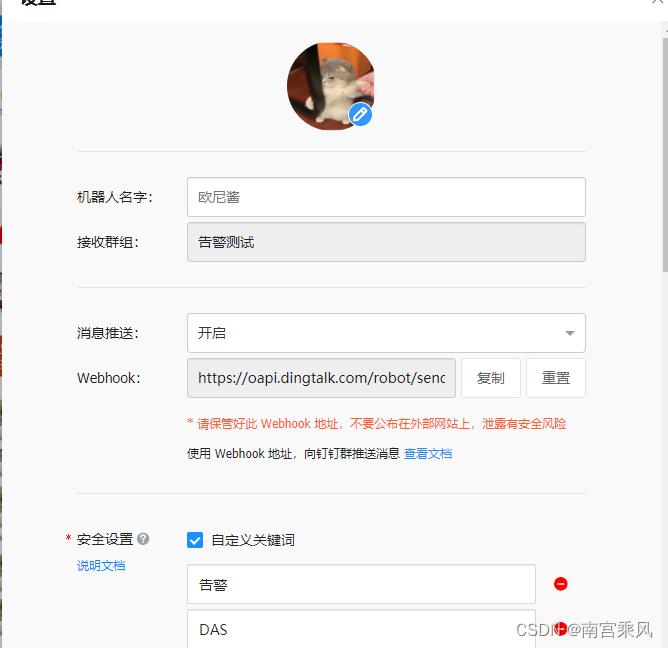 设置
机器人名字: 欧尼酱
接收群组: 告警测试
消息推送: 开启
Webhook: https://oapi.dingtalk.com/robot/send 复制 重置
* 请保管好此 Webhook 地址，不要公布在外部网站上，泄露有安全风险
使用 Webhook 地址，向钉钉群推送消息 查看文档
* 安全设置 ? 自定义关键词
说明文档
告警
DAS
CSDN @南宫乘风